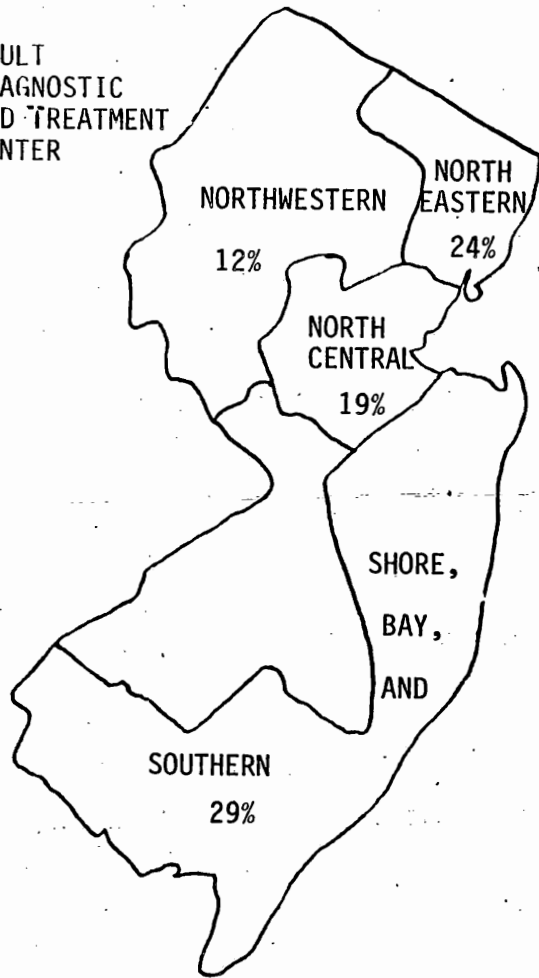 ULT
AGNOSTIC
D TREATMENT
NTER
NORTHWESTERN
12%
NORTH
EASTERN
24%
NORTH
CENTRAL
19%
SHORE,
BAY,
AND
SOUTHERN
29%